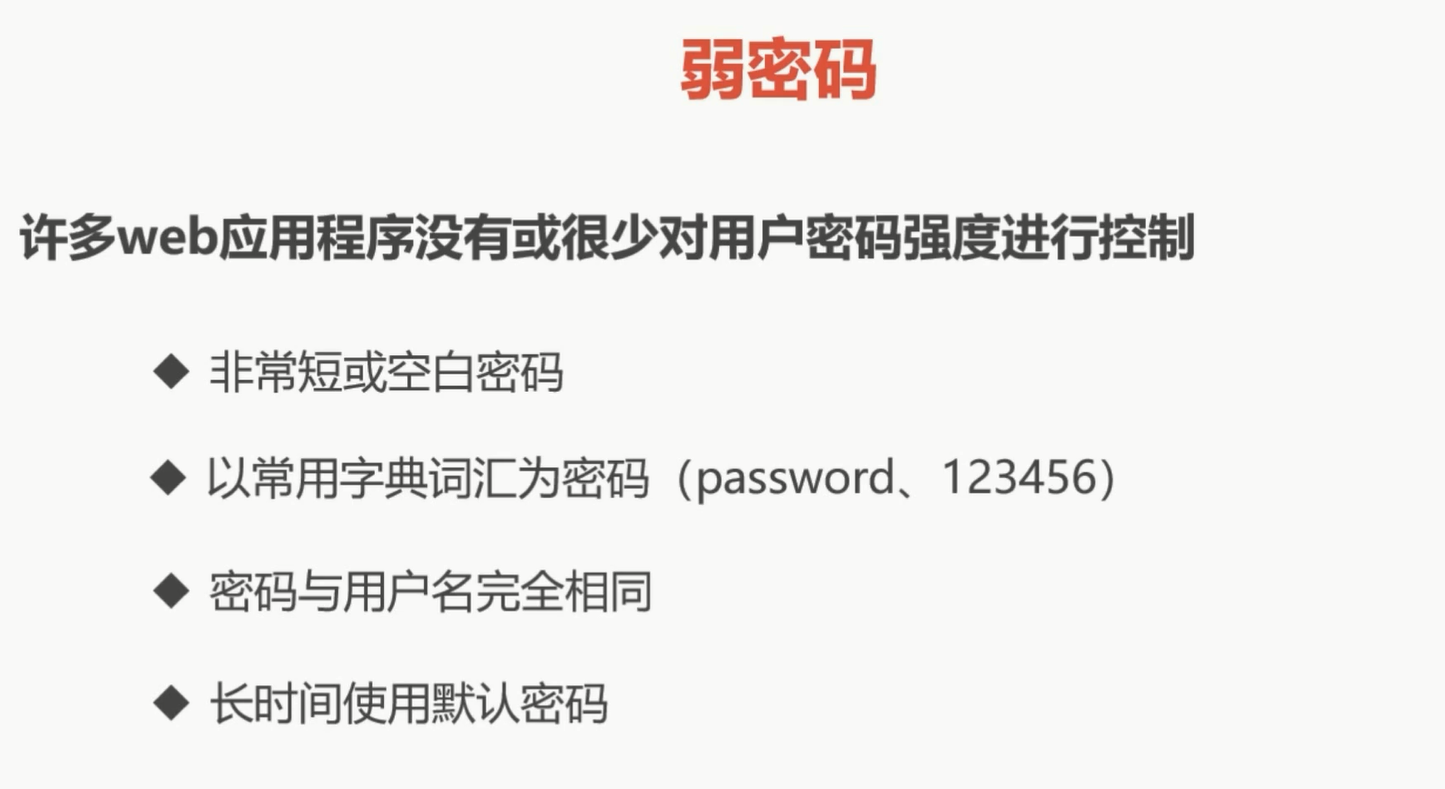 弱密码
许多web应用程序没有或很少对用户密码强度进行控制
◆ 非常短或空白密码
◆ 以常用字典词汇为密码（password、123456）
◆ 密码与用户名完全相同
◆ 长时间使用默认密码